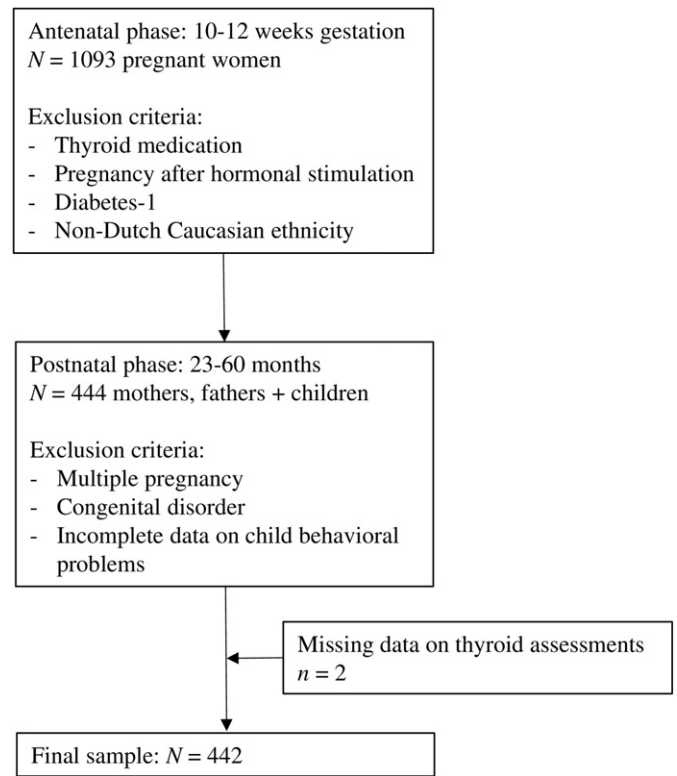 Antenatal phase: 10-12 weeks gestation
N = 1093 pregnant women
Exclusion criteria:
- Thyroid medication
- Pregnancy after hormonal stimulation
- Diabetes-1
- Non-Dutch Caucasian ethnicity
Postnatal phase: 23-60 months
N = 444 mothers, fathers + children
Exclusion criteria:
- Multiple pregnancy
- Congenital disorder
- Incomplete data on child behavioral
problems
Missing data on thyroid assessments
n = 2
Final sample: N = 442